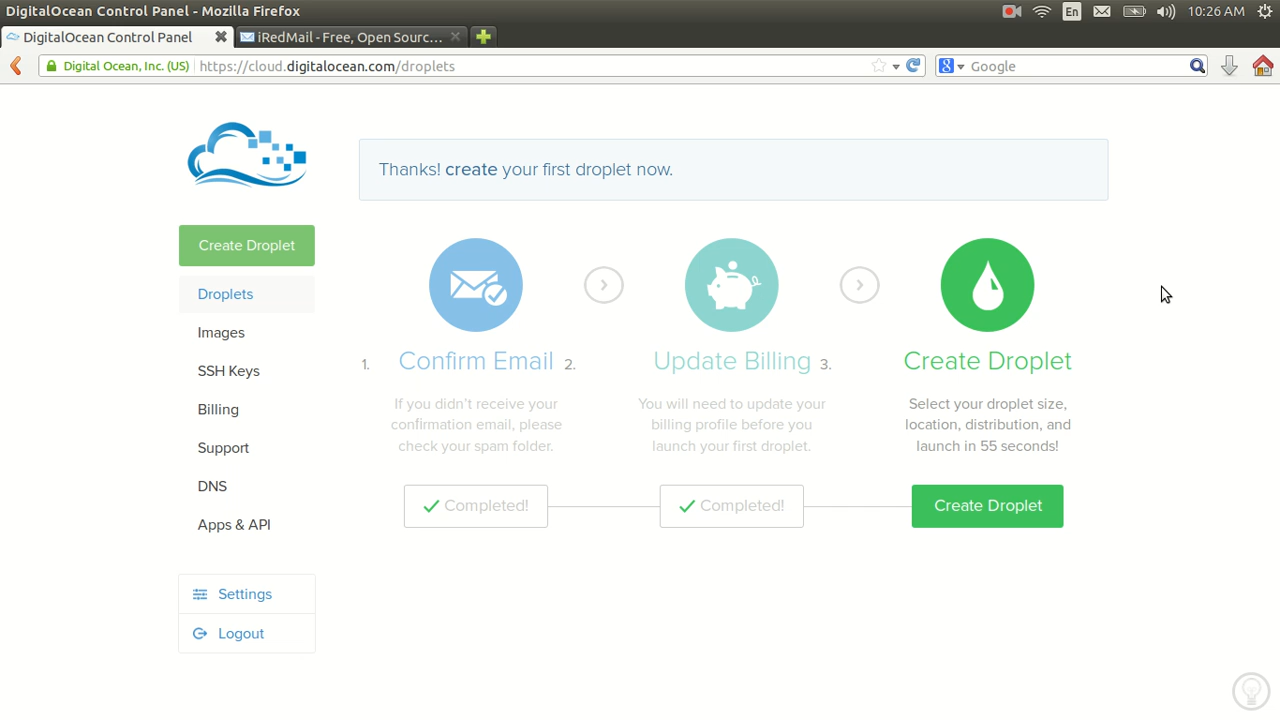 DigitalOcean Control Panel - Mozilla Firefox
En
10:26 AM
DigitalOcean Control Panel
iRedMail - Free, Open Sourc...
Digital Ocean, Inc. (US)
https://cloud.digitalocean.com/droplets
Google
Thanks! create your first droplet now.
Create Droplet
Droplets
Images
SSH Keys
Billing
Support
DNS
Apps & API
Settings
Logout
1.
Confirm Email
If you didn't receive your
confirmation email, please
check your spam folder.
Completed!
2.
Update Billing
You will need to update your
billing profile before you
launch your first droplet.
Completed!
3.
Create Droplet
Select your droplet size,
location, distribution, and
launch in 55 seconds!
Create Droplet